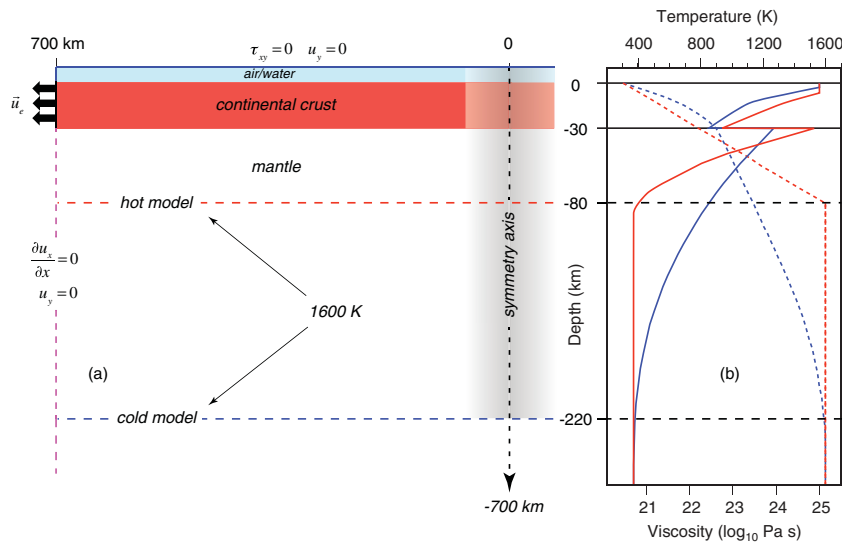 700 km
τxy=0 uy=0
0
air/water
continental crust
u⃗e
mantle
hot model
∂ux/∂x=0
uy=0
1600 K
symmetry axis
(a)
cold model
-700 km
Temperature (K)
400 800 1200 1600
0
-30
-80
-220
Depth (km)
(b)
21 22 23 24 25
Viscosity (log10 Pa s)